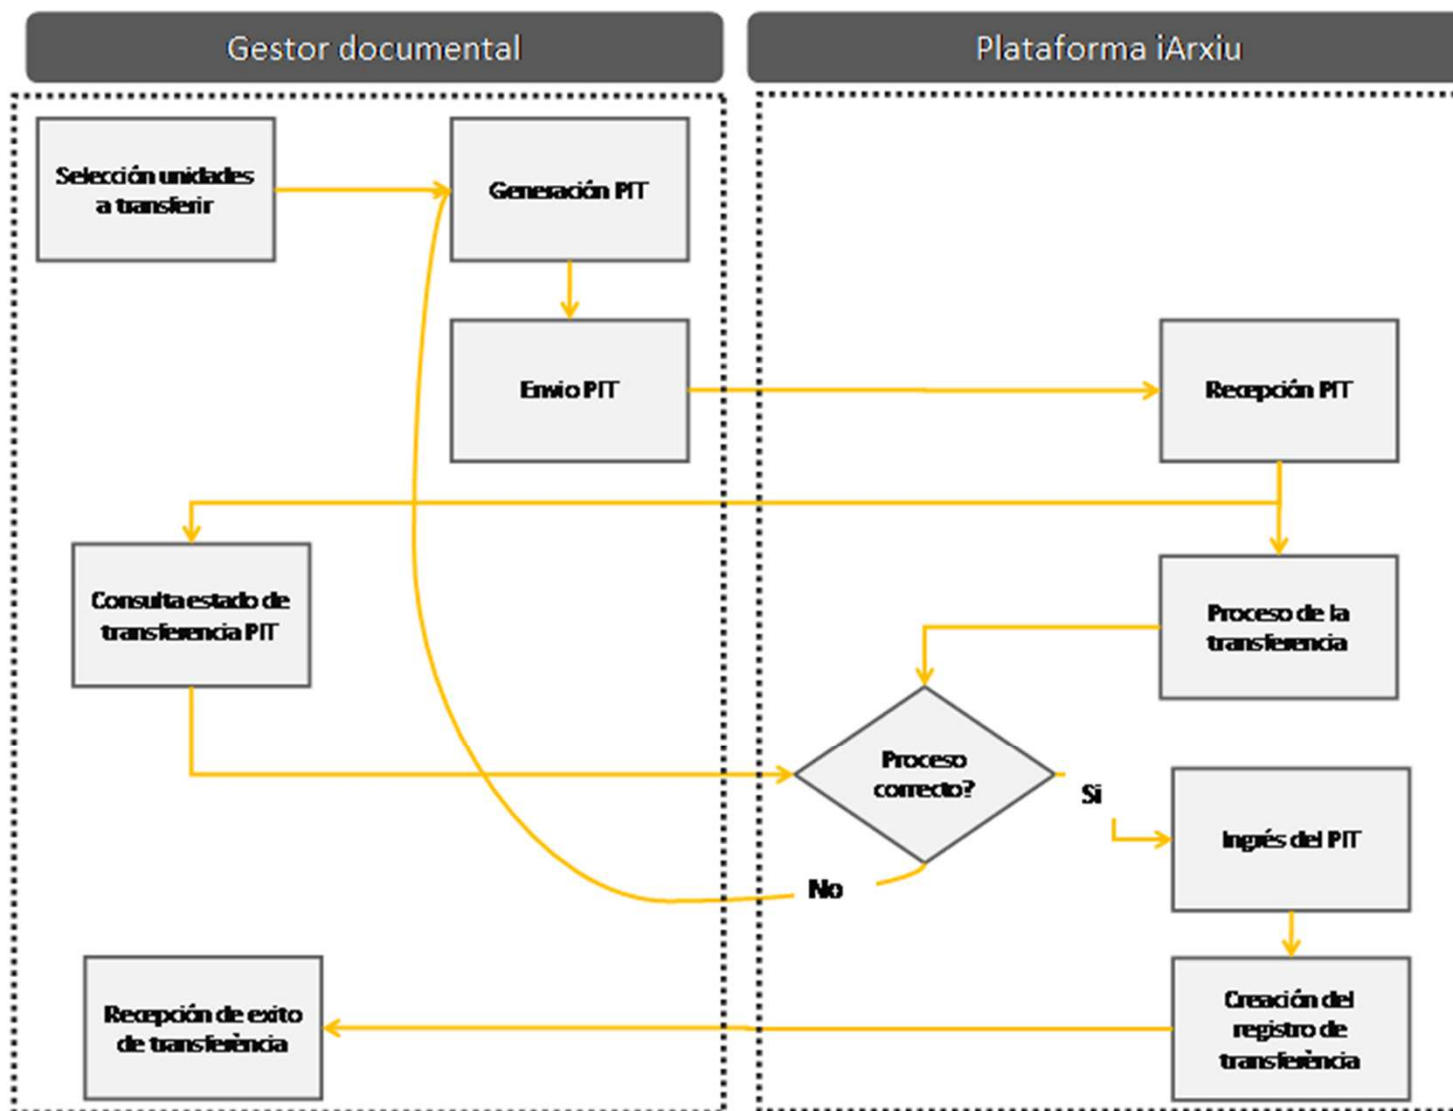 Gestor documental
Plataforma iArxiu
Selección unidades
a transferir
Generación PIT
Envio PIT
Recepción PIT
Consulta estado de
transferencia PIT
Proceso de la
transferencia
Proceso
correcto?
Si
No
Ingrés del PIT
Recepción de exito
de transferència
Creación del
registro de
transferència